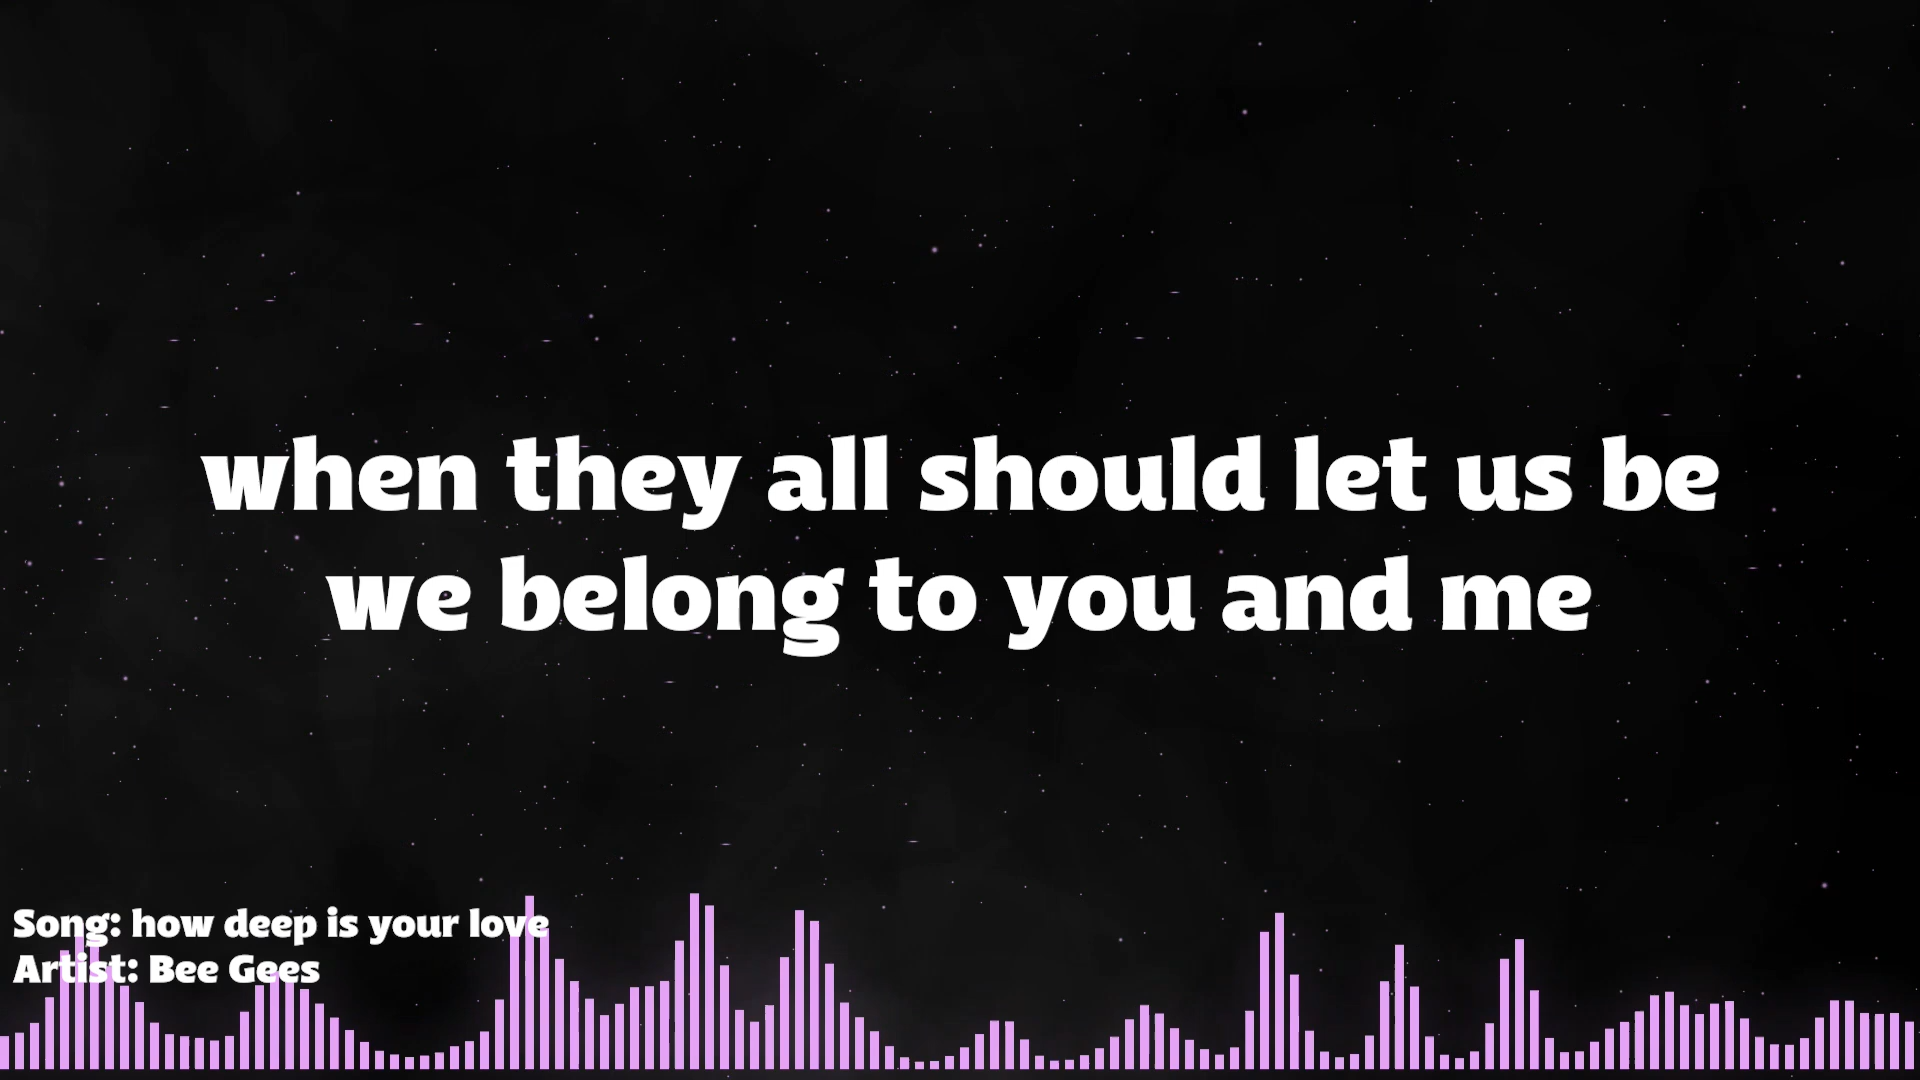 when they all should let us be
we belong to you and me
Song: how deep is your love
Artist: Bee Gees